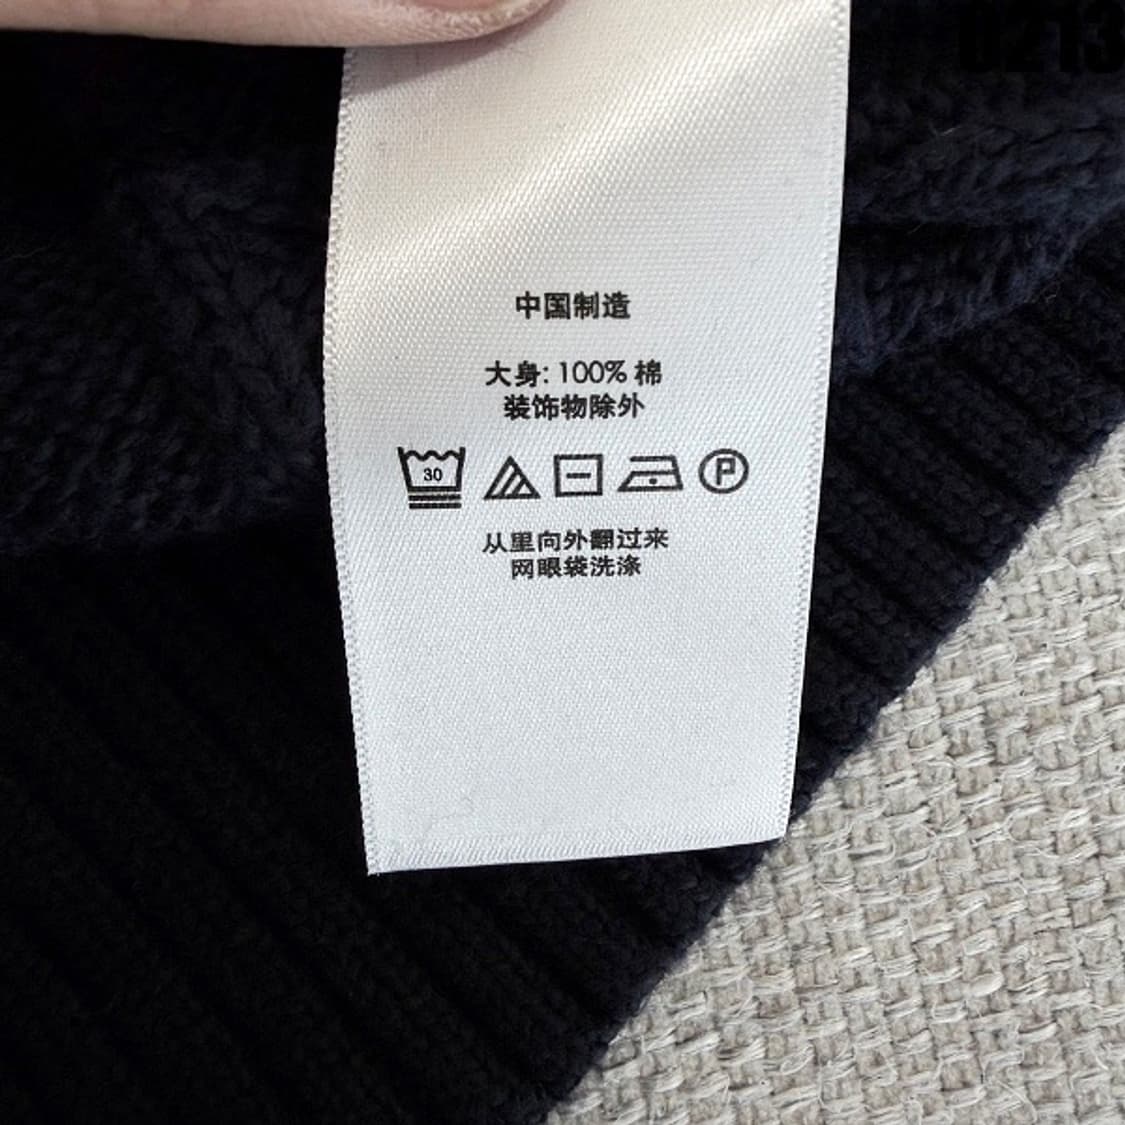 0213
中国制造
大身: 100% 棉
装饰物除外
30
P
从里向外翻过来
网眼袋洗涤